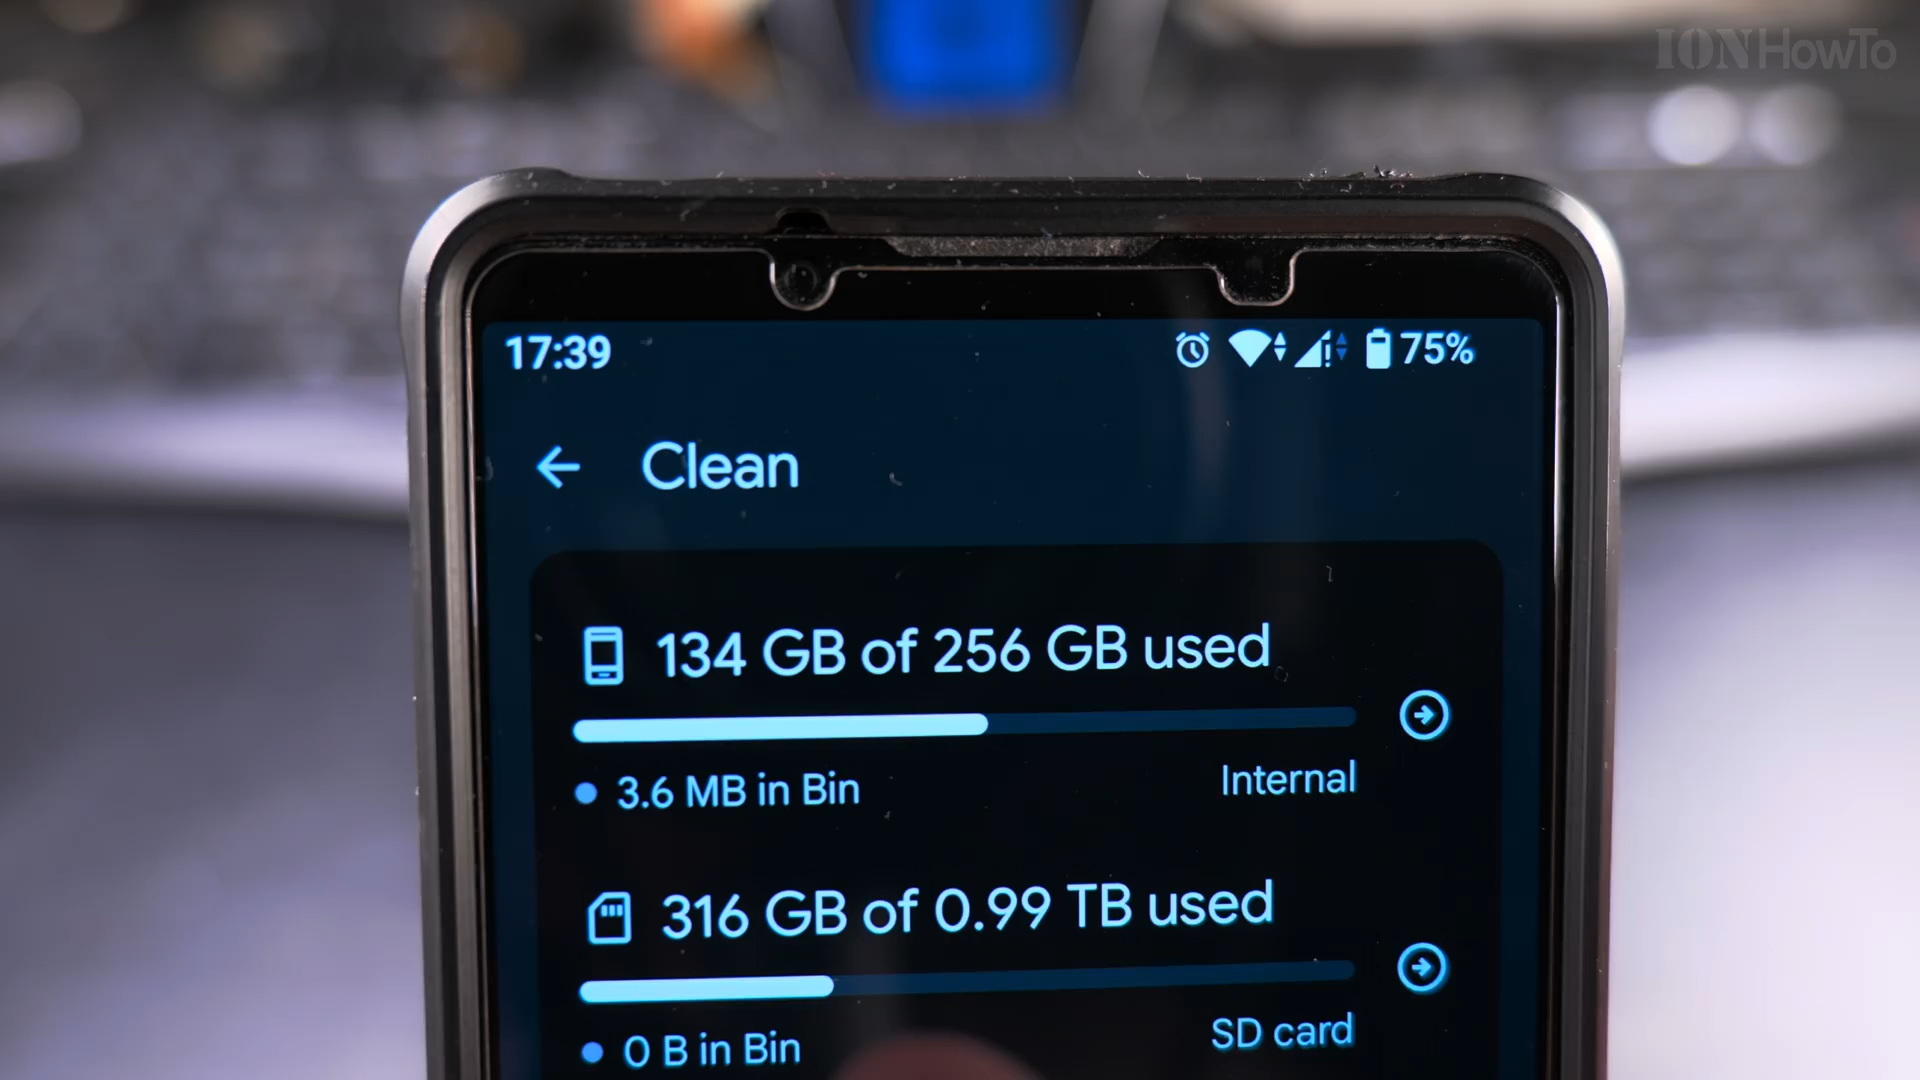 IONHowTo
17:39
75%
Clean
134 GB of 256 GB used
3.6 MB in Bin
Internal
316 GB of 0.99 TB used
0 B in Bin
SD card